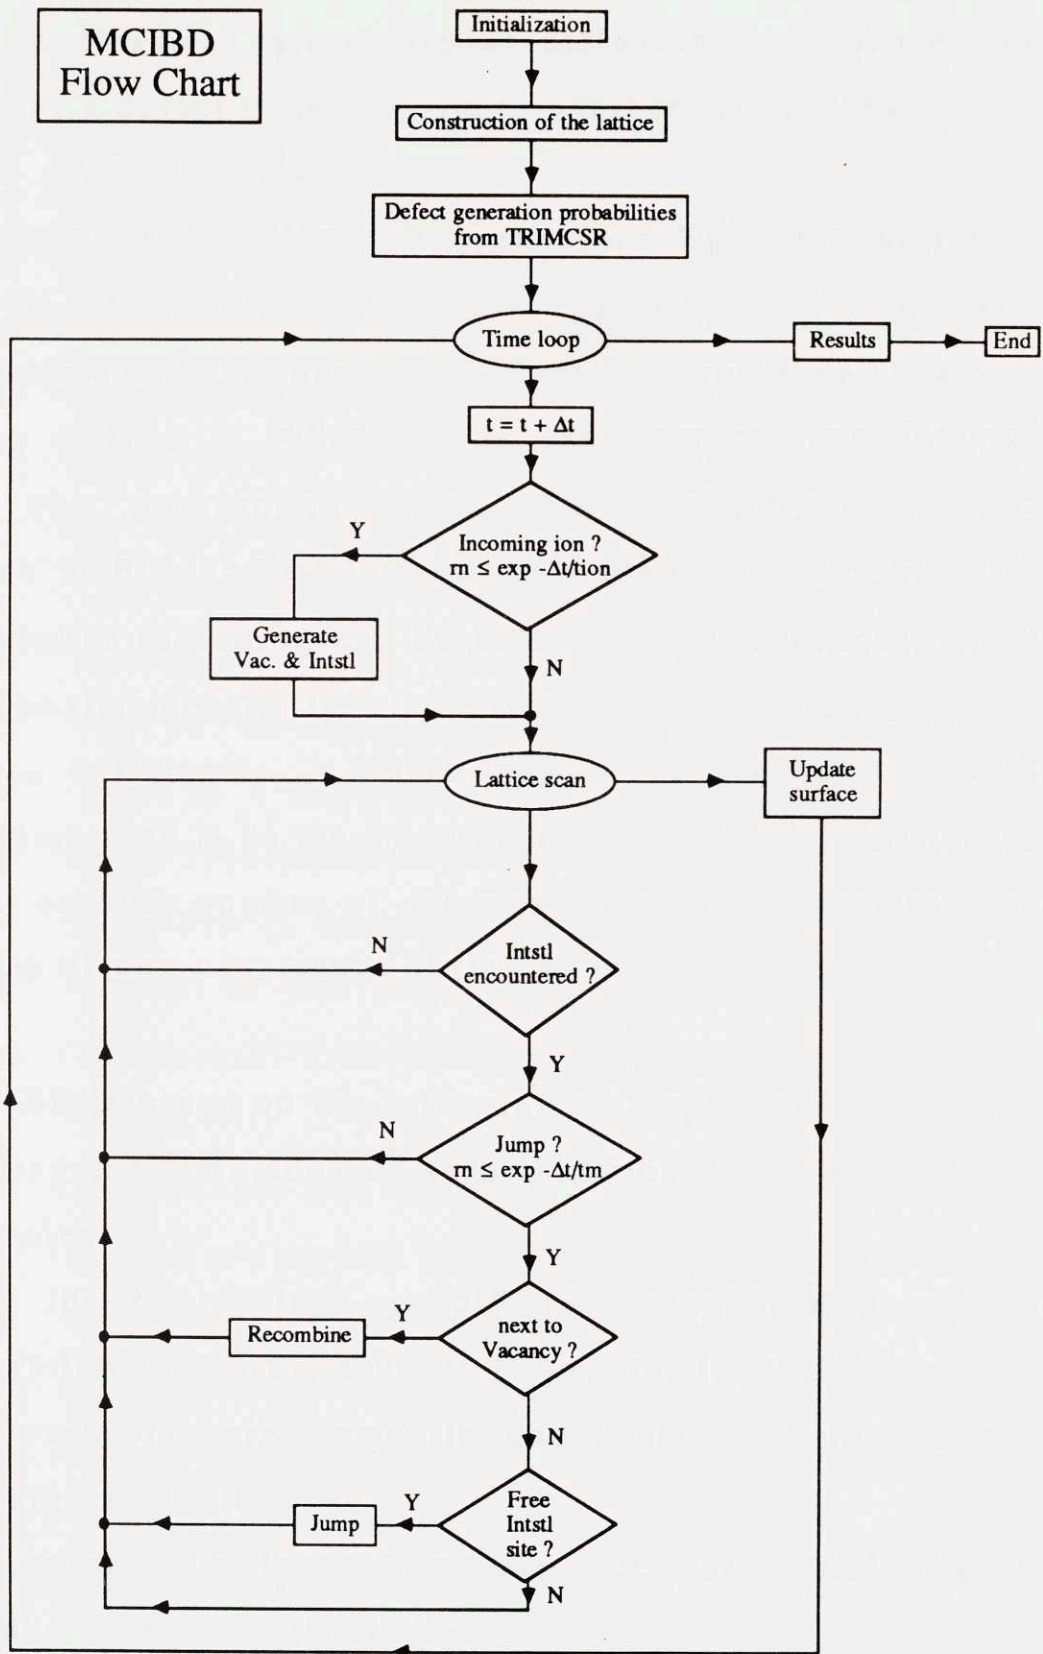 MCIBD
Flow Chart
Initialization
Construction of the lattice
Defect generation probabilities
from TRIMCSR
Time loop
Results
End
t = t + Δt
Incoming ion ?
rn ≤ exp -Δt/tion
Y
Generate
Vac. & Intstl
N
Lattice scan
Update
surface
Intstl
encountered ?
N
Y
Jump ?
rn ≤ exp -Δt/tm
N
Y
next to
Vacancy ?
Y
Recombine
N
Free
Intstl
site ?
Y
Jump
N